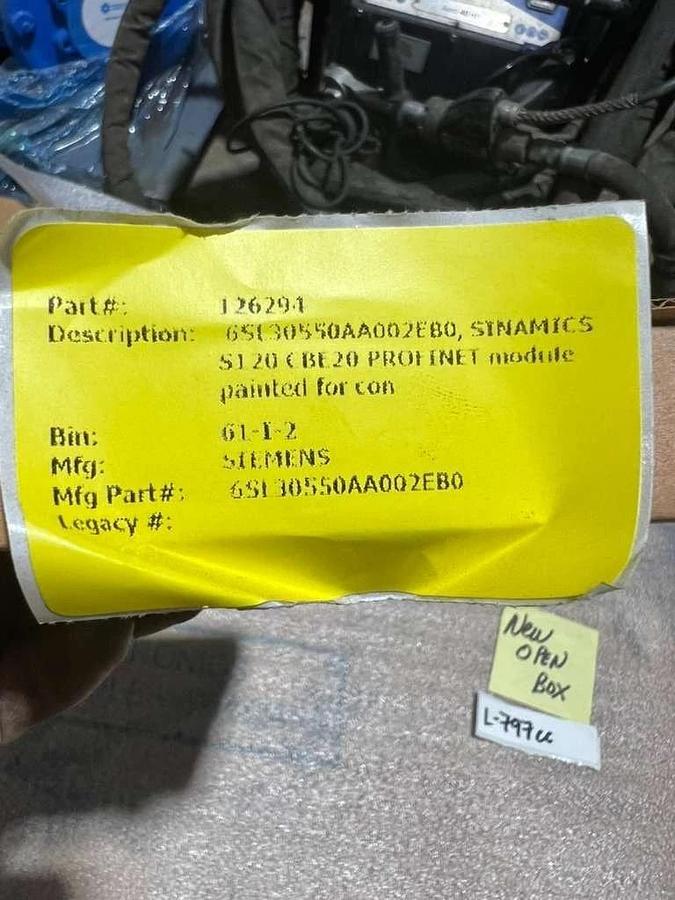 Part#: 126294
Description: 6SL30550AA002EB0, SINAMICS
S120 CBE20 PROFINET module
painted for con
Bin: 61-I-2
Mfg: SIEMENS
Mfg Part#: 6SL30550AA002EB0
Legacy #:
New
OPEN
BOX
L-797cc